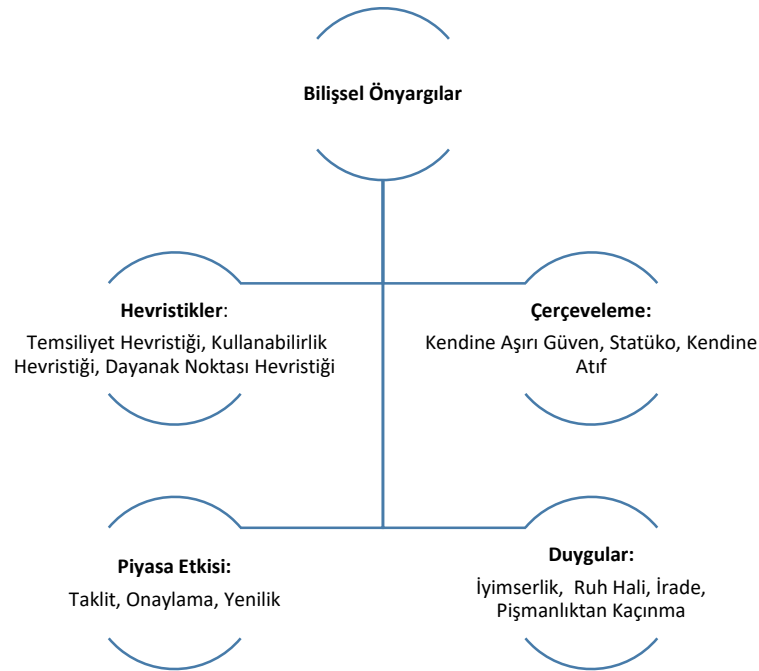 Bilişsel Önyargılar
Hevristikler:
Temsiliyet Hevristiği, Kullanabilirlik
Hevristiği, Dayanak Noktası Hevristiği
Çerçeveleme:
Kendine Aşırı Güven, Statüko, Kendine
Atıf
Piyasa Etkisi:
Taklit, Onaylama, Yenilik
Duygular:
İyimserlik, Ruh Hali, İrade,
Pişmanlıktan Kaçınma